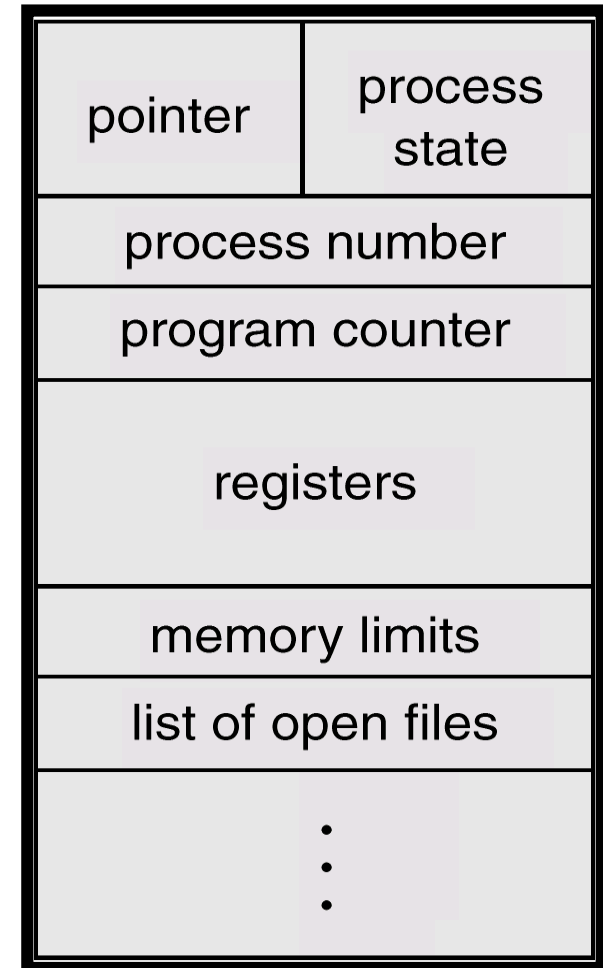 pointer
process
state
process number
program counter
registers
memory limits
list of open files
.
.
.